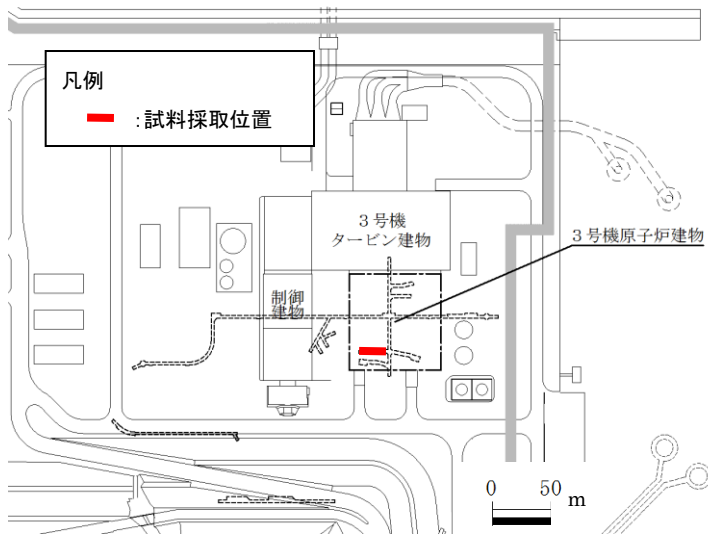 凡例
:試料採取位置
3号機
タービン建物
3号機原子炉建物
制御
建物
0 50 m